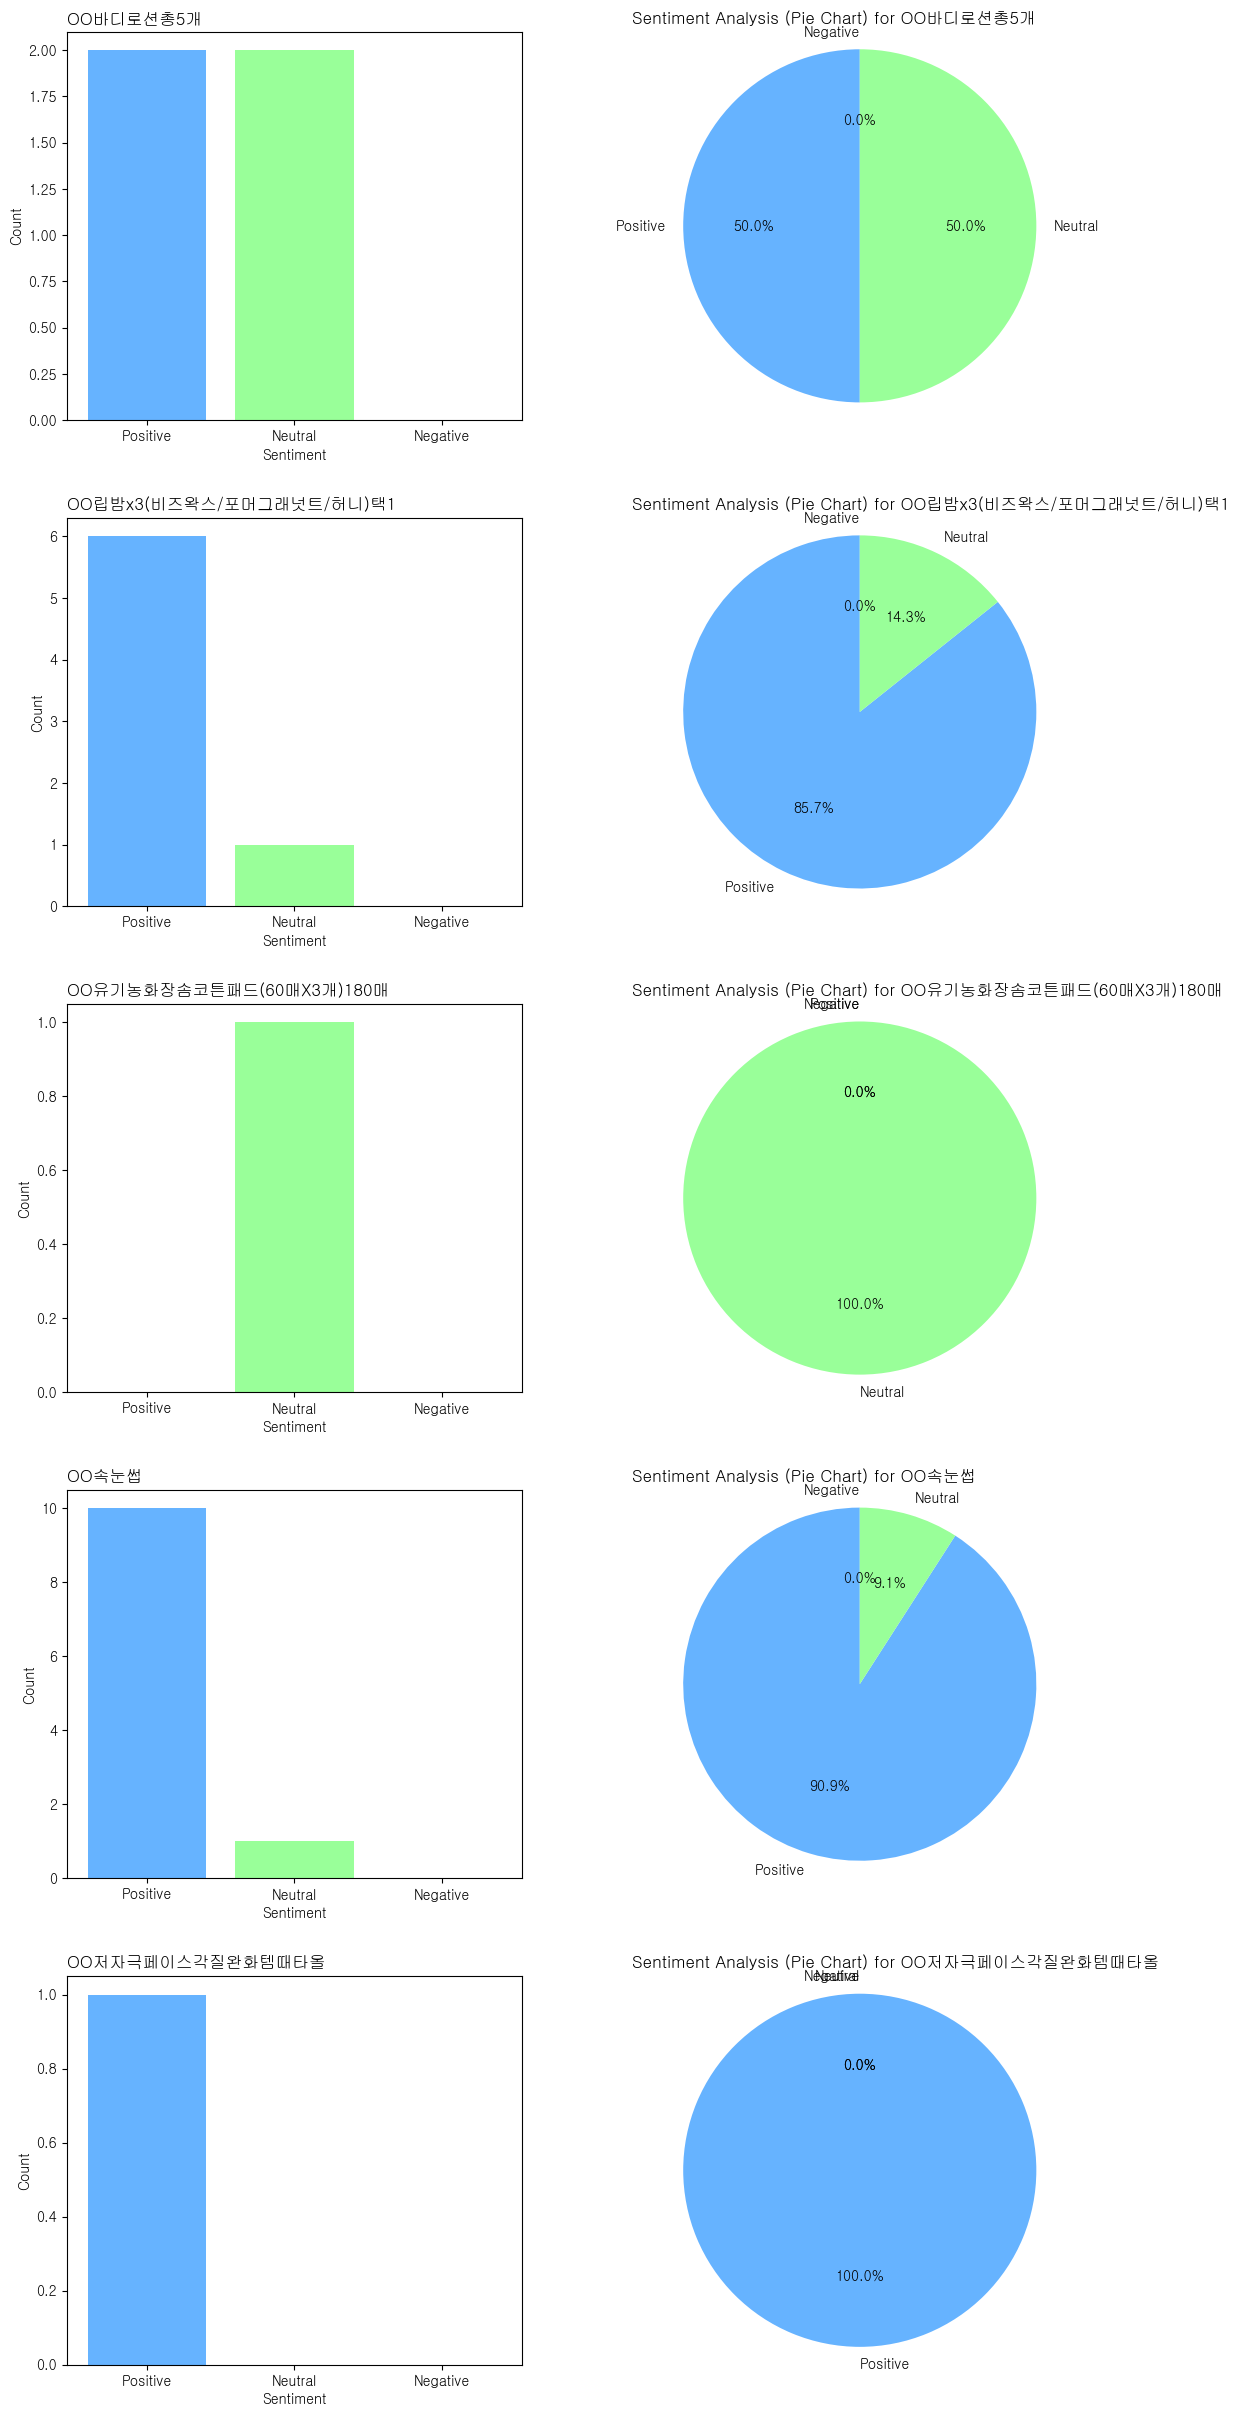 OO바디로션총5개
Sentiment Analysis (Pie Chart) for OO바디로션총5개
2.00
1.75
1.50
1.25
1.00
0.75
0.50
0.25
0.00
Count
Positive
Neutral
Negative
Sentiment
Negative
0.0%
Positive
50.0%
50.0%
Neutral
OO립밤x3(비즈왁스/포머그래넛트/허니)택1
Sentiment Analysis (Pie Chart) for OO립밤x3(비즈왁스/포머그래넛트/허니)택1
6
5
4
3
2
1
0
Count
Positive
Neutral
Negative
Sentiment
Negative
Neutral
0.0%
14.3%
85.7%
Positive
OO유기농화장솜코튼패드(60매X3개)180매
Sentiment Analysis (Pie Chart) for OO유기농화장솜코튼패드(60매X3개)180매
1.0
0.8
0.6
0.4
0.2
0.0
Count
Positive
Neutral
Negative
Sentiment
Negative
Positive
0.0%
0.0%
100.0%
Neutral
OO속눈썹
Sentiment Analysis (Pie Chart) for OO속눈썹
10
8
6
4
2
0
Count
Positive
Neutral
Negative
Sentiment
Negative
Neutral
0.0%
9.1%
90.9%
Positive
OO저자극페이스각질완화템때타올
Sentiment Analysis (Pie Chart) for OO저자극페이스각질완화템때타올
1.0
0.8
0.6
0.4
0.2
0.0
Count
Positive
Neutral
Negative
Sentiment
Negative
Neutral
0.0%
0.0%
100.0%
Positive